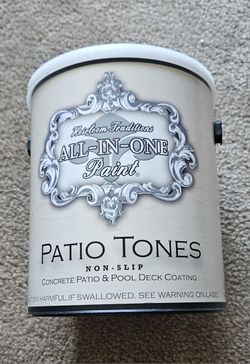 Heirloom Traditions
ALL-IN-ONE
Paint®
PATIO TONES
NON-SLIP
CONCRETE PATIO & POOL DECK COATING
HARMFUL IF SWALLOWED. SEE WARNING ON LABEL